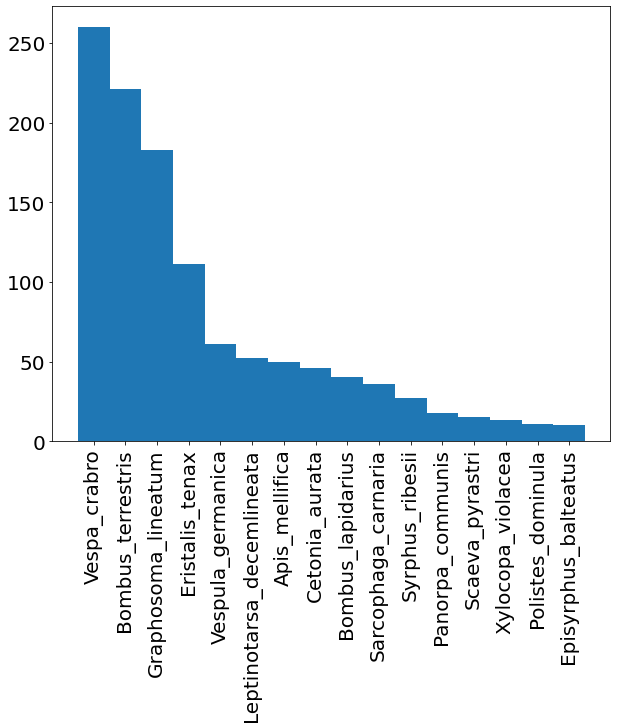 250
200
150
100
50
0
Vespa_crabro
Bombus_terrestris
Graphosoma_lineatum
Eristalis_tenax
Vespula_germanica
Leptinotarsa_decemlineata
Apis_mellifica
Cetonia_aurata
Bombus_lapidarius
Sarcophaga_carnaria
Syrphus_ribesii
Panorpa_communis
Scaeva_pyrastri
Xylocopa_violacea
Polistes_dominula
Episyrphus_balteatus